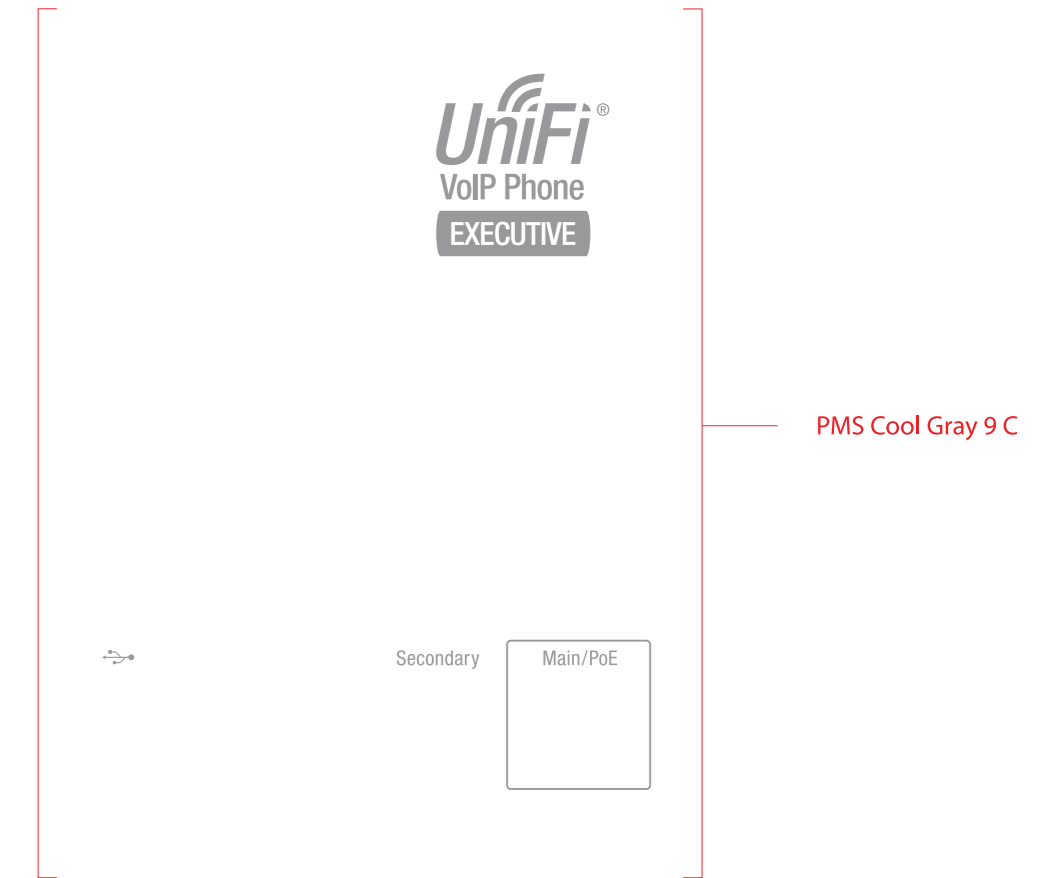 UniFi®
VoIP Phone
EXECUTIVE
PMS Cool Gray 9 C
Secondary
Main/PoE